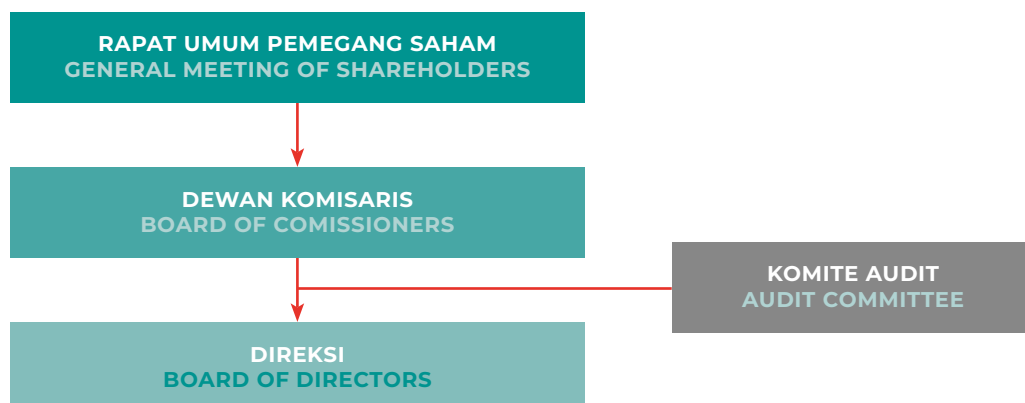 RAPAT UMUM PEMEGANG SAHAM
GENERAL MEETING OF SHAREHOLDERS
DEWAN KOMISARIS
BOARD OF COMISSIONERS
KOMITE AUDIT
AUDIT COMMITTEE
DIREKSI
BOARD OF DIRECTORS